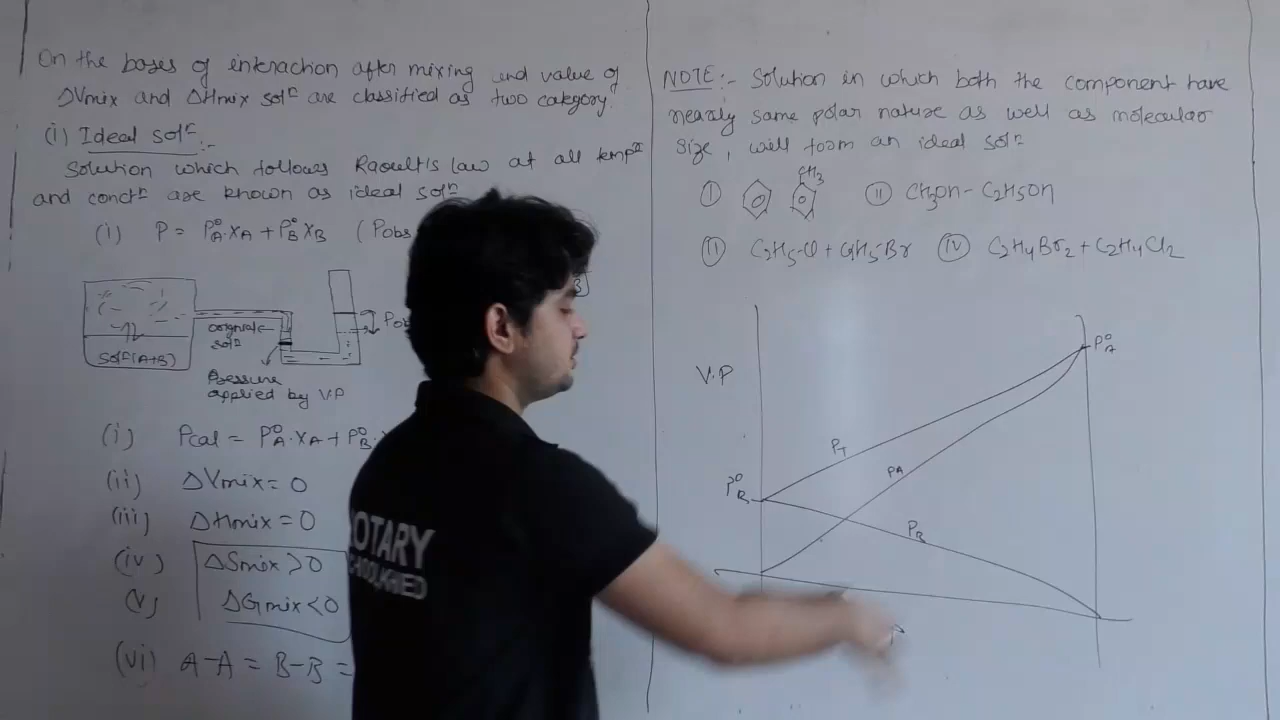 On the bases of interaction after mixing and value of
ΔVmix and ΔHmix solⁿ are classified as two category.
(i) Ideal solⁿ :-
Solution which follows Raoult's law at all tempʳ
and concⁿ are known as ideal solⁿ
(i) P = P°A·XA + P°B XB (Pobs
Pobs
original
solⁿ
solⁿ(A+B)
Pressure
applied by V.P
(i) Pcal = P°A·XA + P°B·
(ii) ΔVmix = 0
(iii) ΔHmix = 0
(iv) ΔSmix > 0
(v) ΔGmix < 0
(vi) A-A = B-B =
OTARY
NOTE :- Solution in which both the component have
nearly same polar nature as well as molecular
size, will form an ideal solⁿ
CH3
(I) (II) CH3OH - C2H5OH
(III) C2H5-Cl + C2H5-Br (IV) C2H4Br2 + C2H4Cl2
V.P
P°A
PT
PA
P°B
PB